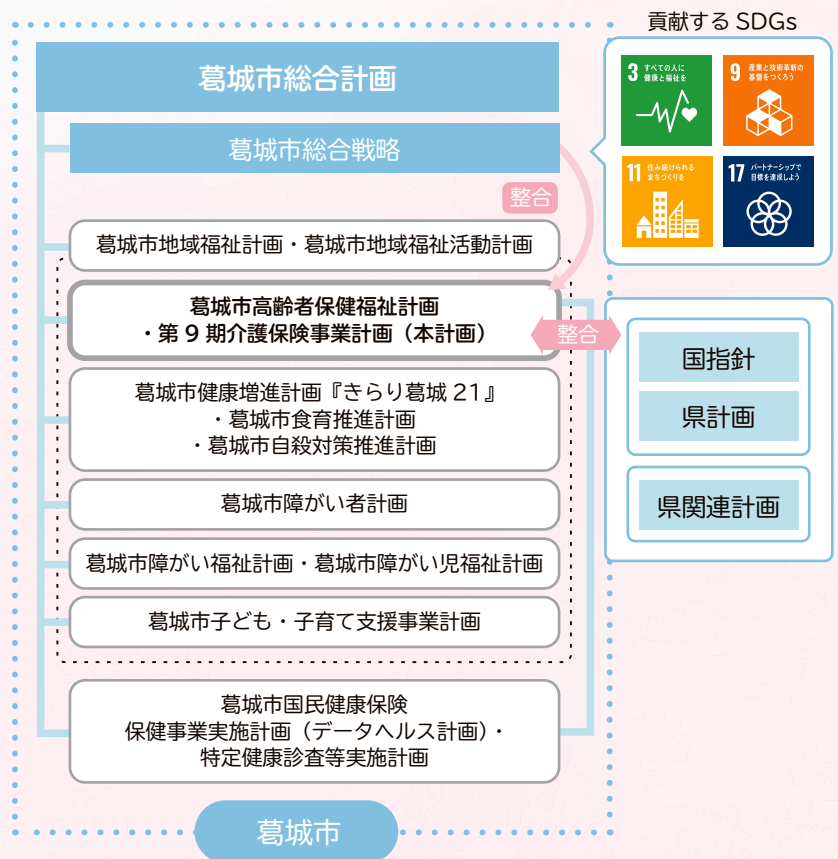 貢献する SDGs
葛城市総合計画
3 すべての人に
健康と福祉を
9 産業と技術革新の
基盤をつくろう
葛城市総合戦略
11 住み続けられる
まちづくりを
17 パートナーシップで
目標を達成しよう
整合
葛城市地域福祉計画・葛城市地域福祉活動計画
葛城市高齢者保健福祉計画
・第 9 期介護保険事業計画（本計画）
整合
国指針
県計画
県関連計画
葛城市健康増進計画『きらり葛城 21』
・葛城市食育推進計画
・葛城市自殺対策推進計画
葛城市障がい者計画
葛城市障がい福祉計画・葛城市障がい児福祉計画
葛城市子ども・子育て支援事業計画
葛城市国民健康保険
保健事業実施計画（データヘルス計画）・
特定健康診査等実施計画
葛城市